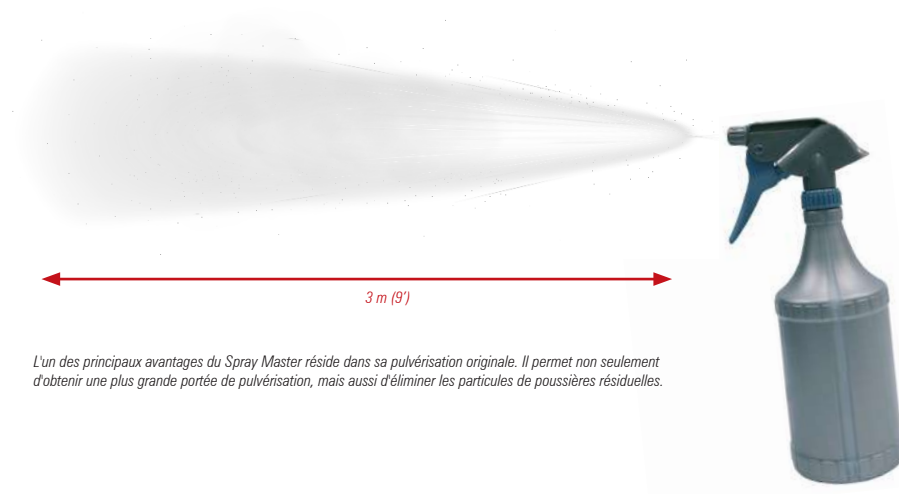 3 m (9')
L'un des principaux avantages du Spray Master réside dans sa pulvérisation originale. Il permet non seulement
d'obtenir une plus grande portée de pulvérisation, mais aussi d'éliminer les particules de poussières résiduelles.